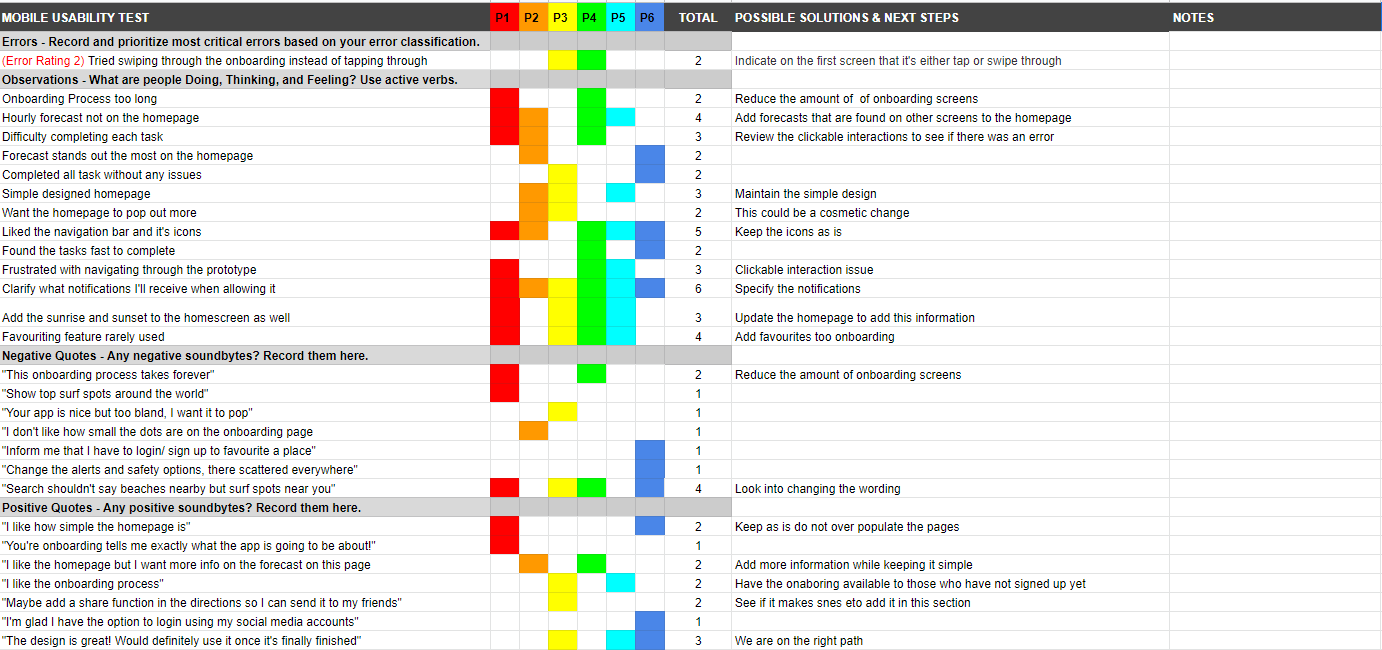 MOBILE USABILITY TEST P1 P2 P3 P4 P5 P6 TOTAL POSSIBLE SOLUTIONS & NEXT STEPS NOTES
Errors - Record and prioritize most critical errors based on your error classification.
(Error Rating 2) Tried swiping through the onboarding instead of tapping through 2 Indicate on the first screen that it's either tap or swipe through
Observations - What are people Doing, Thinking, and Feeling? Use active verbs.
Onboarding Process too long 2 Reduce the amount of of onboarding screens
Hourly forecast not on the homepage 4 Add forecasts that are found on other screens to the homepage
Difficulty completing each task 3 Review the clickable interactions to see if there was an error
Forecast stands out the most on the homepage 2
Completed all task without any issues 2
Simple designed homepage 3 Maintain the simple design
Want the homepage to pop out more 2 This could be a cosmetic change
Liked the navigation bar and it's icons 5 Keep the icons as is
Found the tasks fast to complete 2
Frustrated with navigating through the prototype 3 Clickable interaction issue
Clarify what notifications I'll receive when allowing it 6 Specify the notifications
Add the sunrise and sunset to the homescreen as well 3 Update the homepage to add this information
Favouriting feature rarely used 4 Add favourites too onboarding
Negative Quotes - Any negative soundbytes? Record them here.
"This onboarding process takes forever" 2 Reduce the amount of onboarding screens
"Show top surf spots around the world" 1
"Your app is nice but too bland, I want it to pop" 1
"I don't like how small the dots are on the onboarding page 1
"Inform me that I have to login/ sign up to favourite a place" 1
"Change the alerts and safety options, there scattered everywhere" 1
"Search shouldn't say beaches nearby but surf spots near you" 4 Look into changing the wording
Positive Quotes - Any positive soundbytes? Record them here.
"I like how simple the homepage is" 2 Keep as is do not over populate the pages
"You're onboarding tells me exactly what the app is going to be about!" 1
"I like the homepage but I want more info on the forecast on this page 2 Add more information while keeping it simple
"I like the onboarding process" 2 Have the onaboring available to those who have not signed up yet
"Maybe add a share function in the directions so I can send it to my friends" 2 See if it makes snes eto add it in this section
"I'm glad I have the option to login using my social media accounts" 1
"The design is great! Would definitely use it once it's finally finished" 3 We are on the right path